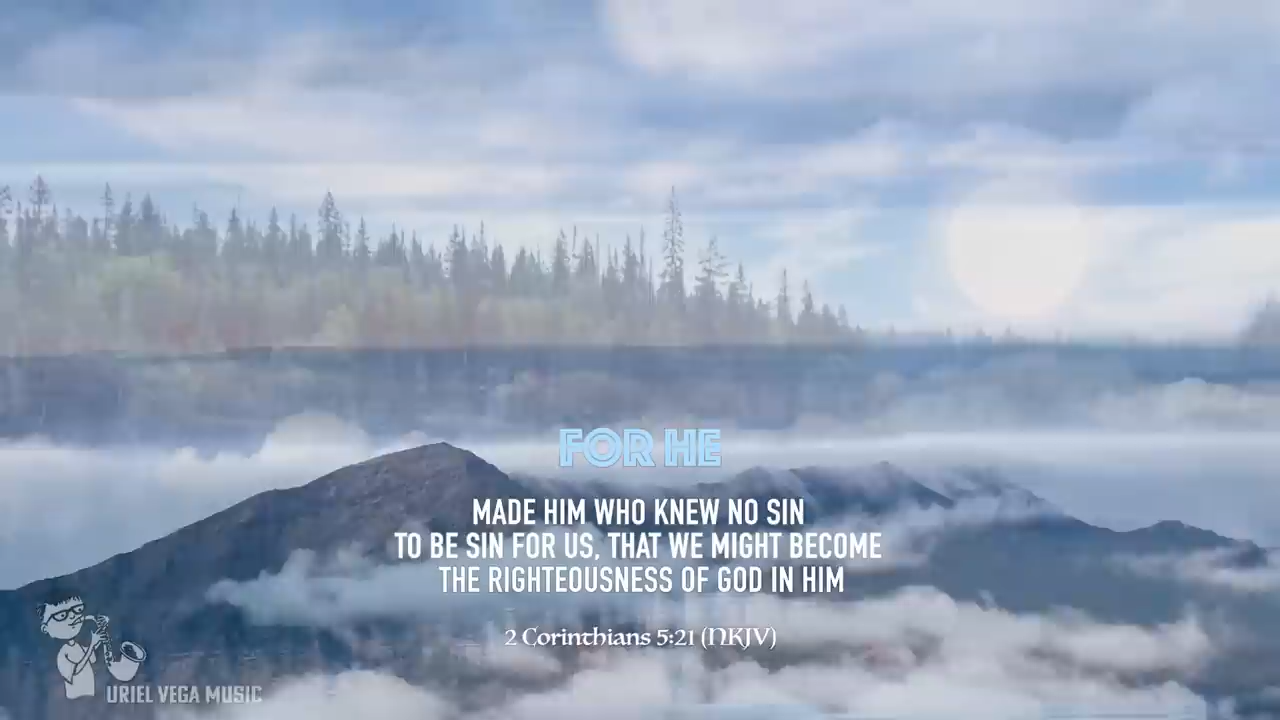 FOR HE
MADE HIM WHO KNEW NO SIN
TO BE SIN FOR US, THAT WE MIGHT BECOME
THE RIGHTEOUSNESS OF GOD IN HIM
2 Corinthians 5:21 (NKJV)
URIEL VEGA MUSIC